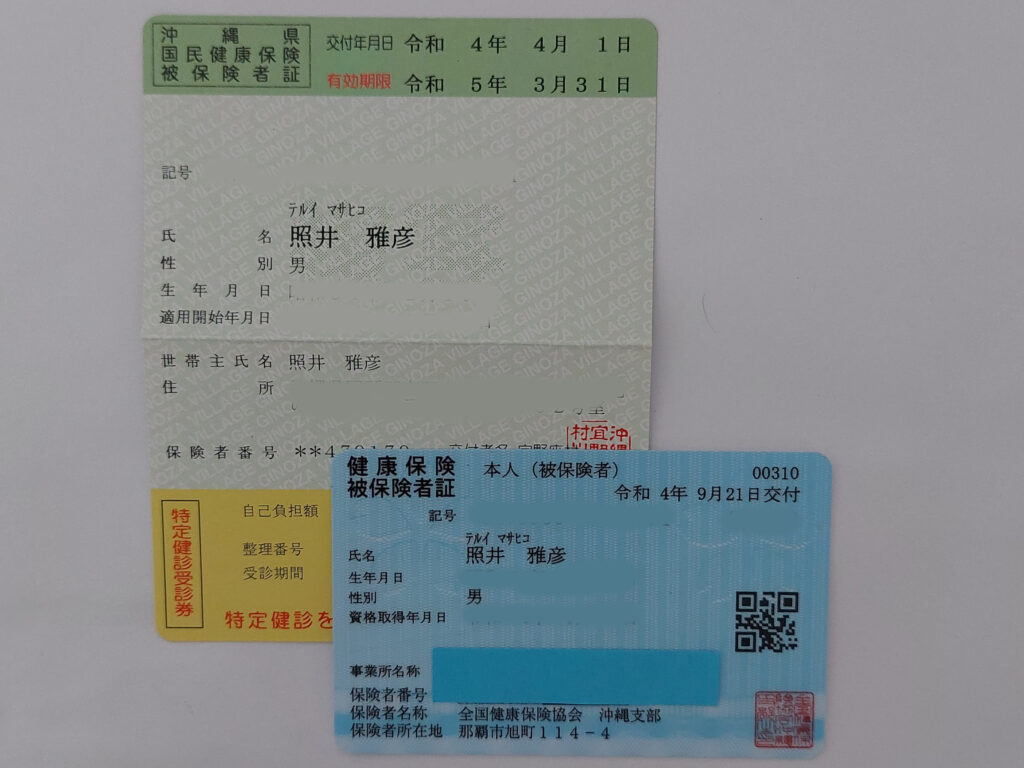 沖縄県
国民健康保険
被保険者証
交付年月日 令和 4年 4月 1日
有効期限 令和 5年 3月31日
記号
ﾃﾙｲ ﾏｻﾋｺ
氏名 照井 雅彦
性別 男
生年月日
適用開始年月日
世帯主氏名 照井 雅彦
住所
保険者番号
特定健診受診券
自己負担額
整理番号
受診期間
特定健診を
健康保険
被保険者証
本人(被保険者) 00310
令和 4年 9月21日交付
記号
ﾃﾙｲ ﾏｻﾋｺ
氏名 照井 雅彦
生年月日
性別 男
資格取得年月日
事業所名称
保険者番号
保険者名称 全国健康保険協会 沖縄支部
保険者所在地 那覇市旭町114-4
GINOZA VILLAGE